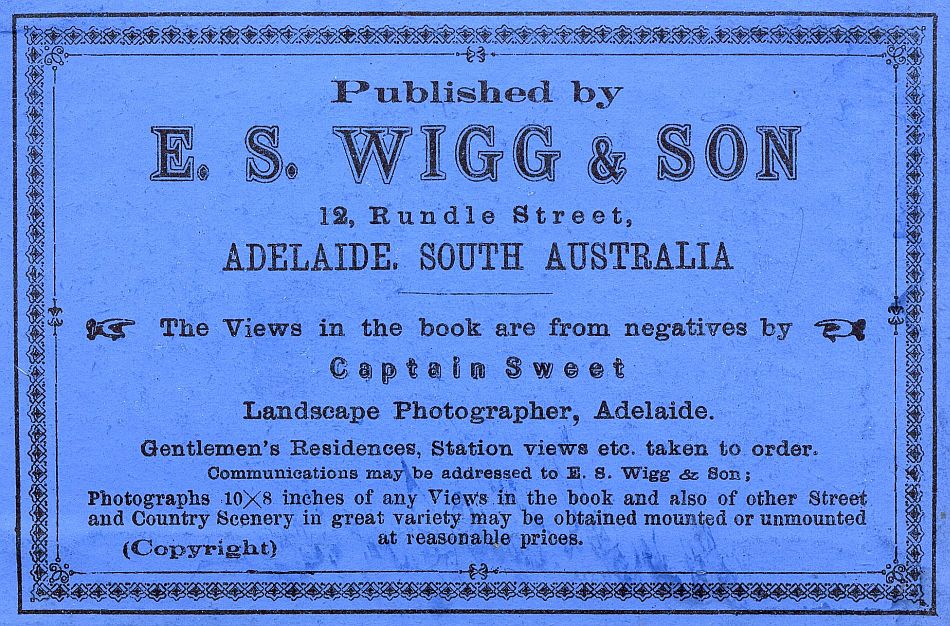 Published by
E. S. WIGG & SON
12, Rundle Street,
ADELAIDE. SOUTH AUSTRALIA
The Views in the book are from negatives by
Captain Sweet
Landscape Photographer, Adelaide.
Gentlemen's Residences, Station views etc. taken to order.
Communications may be addressed to E. S. Wigg & Son;
Photographs 10×8 inches of any Views in the book and also of other Street
and Country Scenery in great variety may be obtained mounted or unmounted
at reasonable prices.
(Copyright)